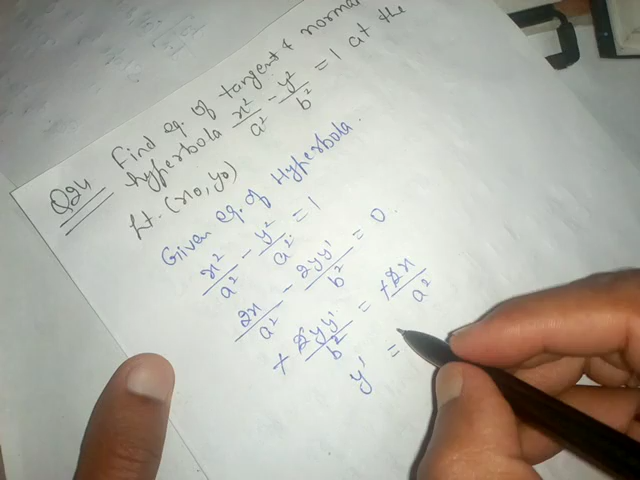 Q24 Find eq. of tangent & normal
hyperbola x²/a² - y²/b² = 1 at the
pt. (x0, y0)
Given eq. of Hyperbola.
x²/a² - y²/a² = 1
2x/a² - 2yy'/b² = 0.
+ 2yy'/b² = + 2x/a²
y' =